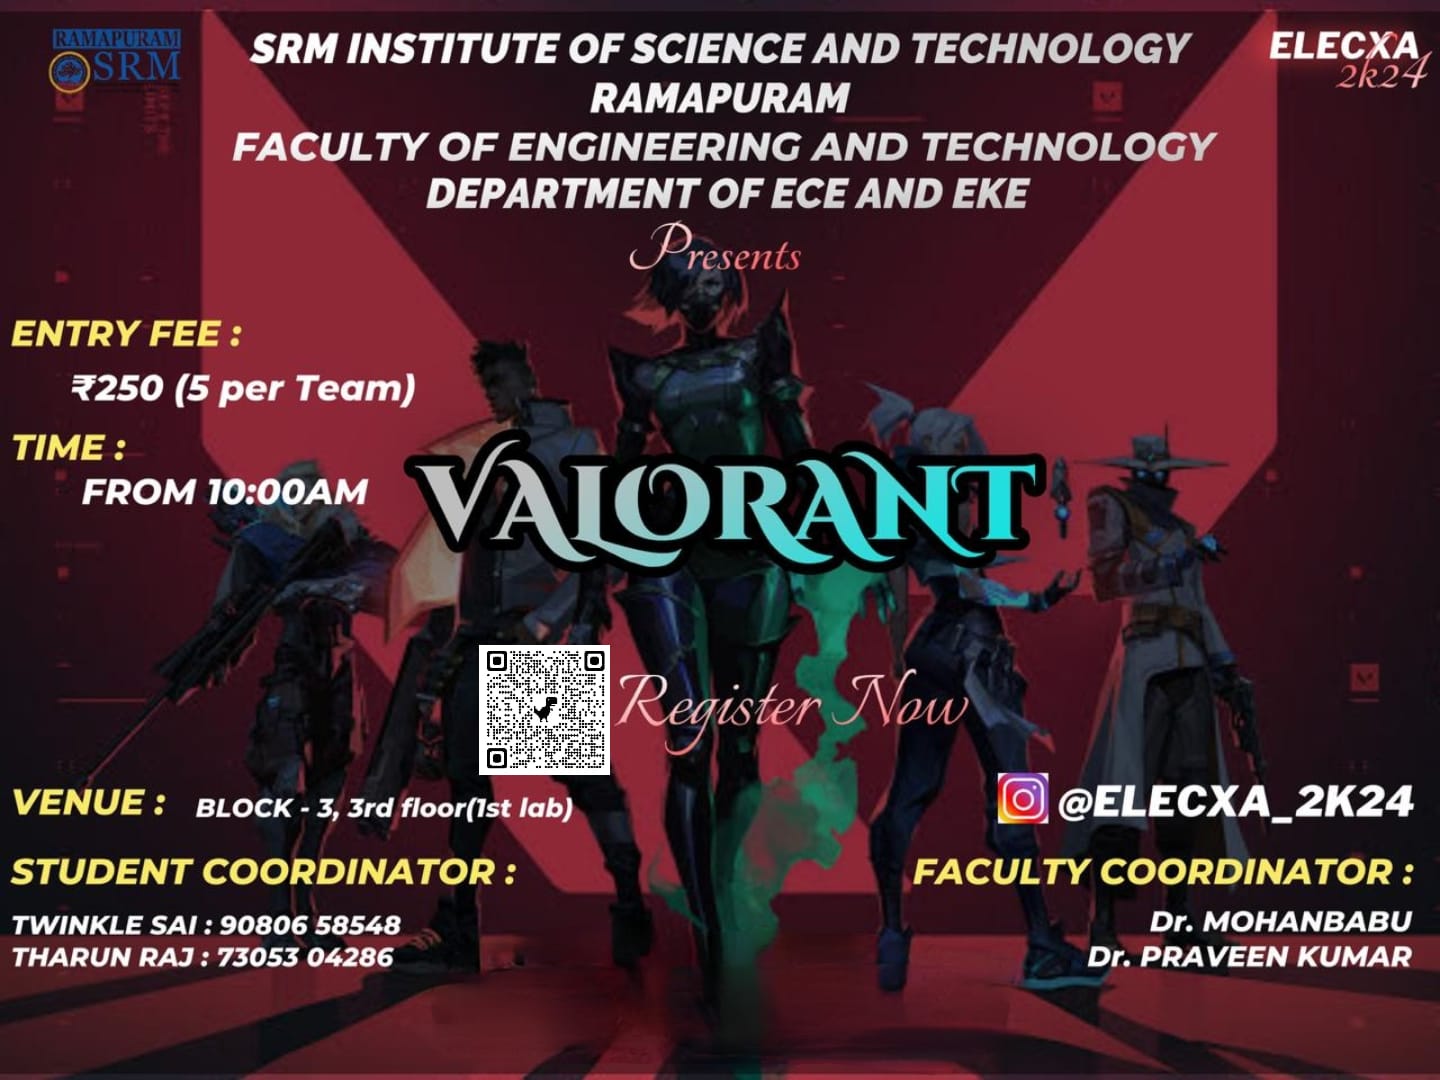 RAMAPURAM
SRM
SRM INSTITUTE OF SCIENCE AND TECHNOLOGY
RAMAPURAM
FACULTY OF ENGINEERING AND TECHNOLOGY
DEPARTMENT OF ECE AND EKE
ELECXA
2k24
Presents
ENTRY FEE :
₹250 (5 per Team)
TIME :
FROM 10:00AM
VALORANT
Register Now
VENUE : BLOCK - 3, 3rd floor(1st lab)
@ELECXA_2K24
STUDENT COORDINATOR :
TWINKLE SAI : 90806 58548
THARUN RAJ : 73053 04286
FACULTY COORDINATOR :
Dr. MOHANBABU
Dr. PRAVEEN KUMAR